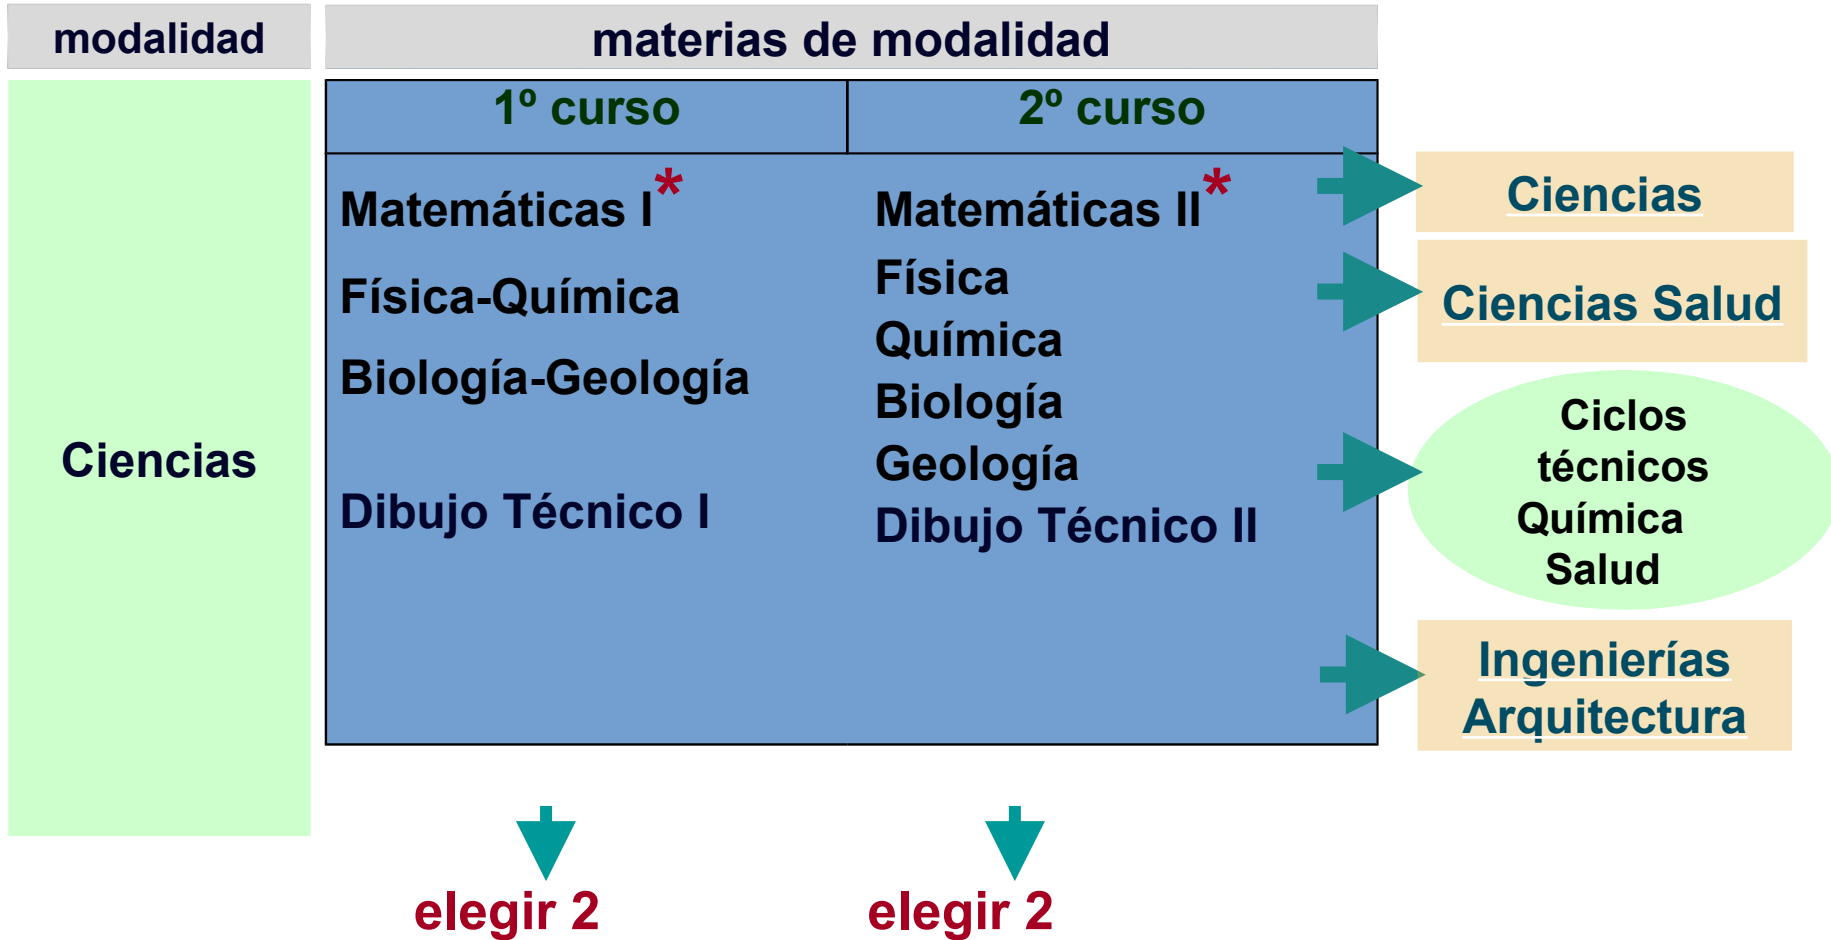 modalidad
materias de modalidad
1º curso
2º curso
Ciencias
Matemáticas I*
Física-Química
Biología-Geología
Dibujo Técnico I
Matemáticas II*
Física
Química
Biología
Geología
Dibujo Técnico II
Ciencias
Ciencias Salud
Ciclos
técnicos
Química
Salud
Ingenierías
Arquitectura
elegir 2
elegir 2